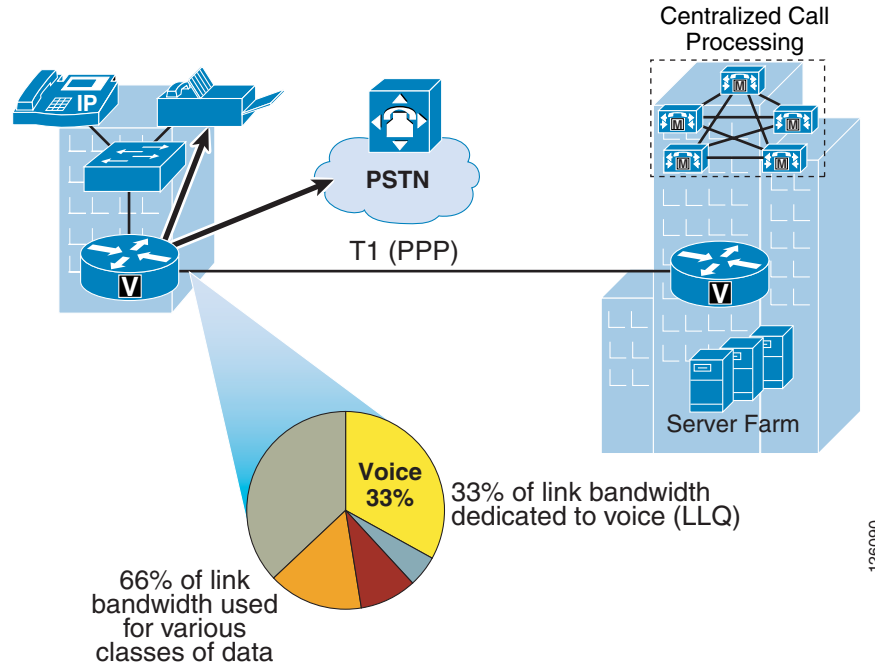 Centralized Call
Processing
IP
M
M
M
M
M
PSTN
T1 (PPP)
V
V
Server Farm
Voice
33%
33% of link bandwidth
dedicated to voice (LLQ)
66% of link
bandwidth used
for various
classes of data
126090